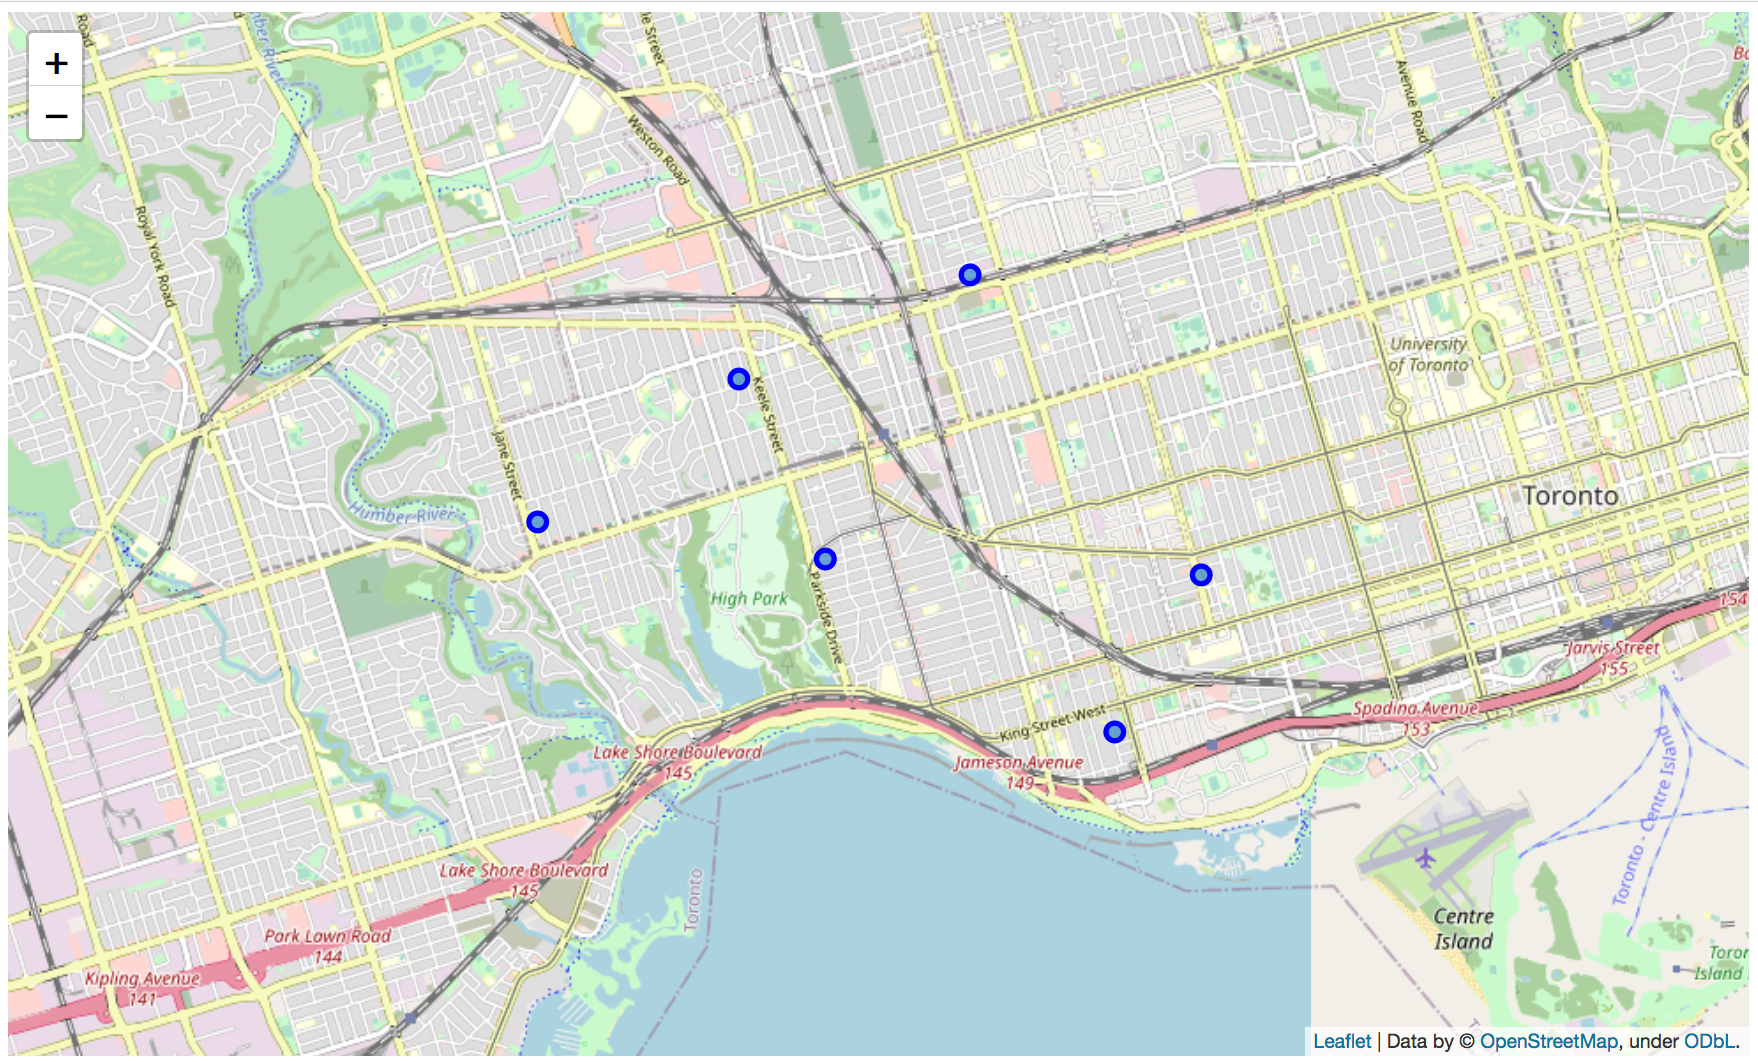 +
−
Road
mber River
le Street
Avenue Road
Ba
Weston Road
Royal York Road
University
of Toronto
Keele Street
Jane Street
Toronto
Humber River
High Park
Parkside Drive
154
Jarvis Street
155
King Street West
Spadina Avenue
153
Lake Shore Boulevard
145
Jameson Avenue
149
Toronto - Centre Island
Lake Shore Boulevard
145
Toronto
Centre
Island
Park Lawn Road
144
Toron
Island
Kipling Avenue
141
Leaflet | Data by © OpenStreetMap, under ODbL.